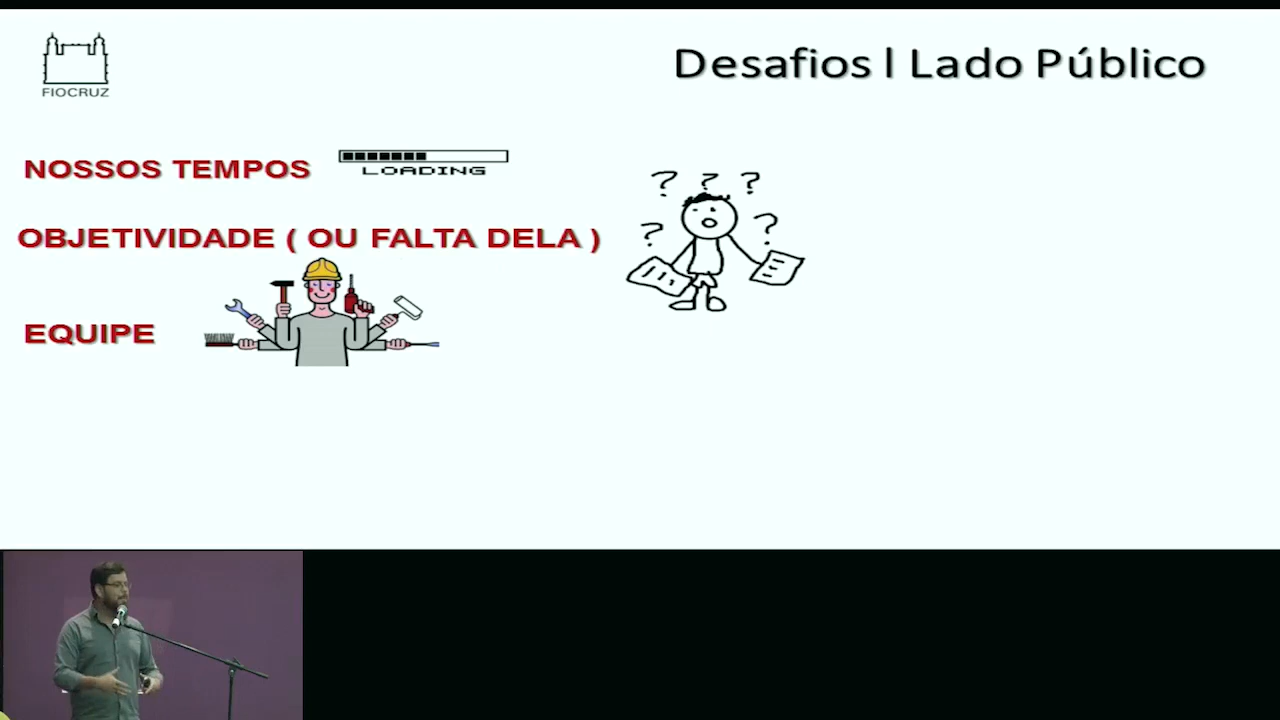 FIOCRUZ
Desafios l Lado Público
NOSSOS TEMPOS
LOADING
OBJETIVIDADE ( OU FALTA DELA )
? ? ?
? ?
EQUIPE